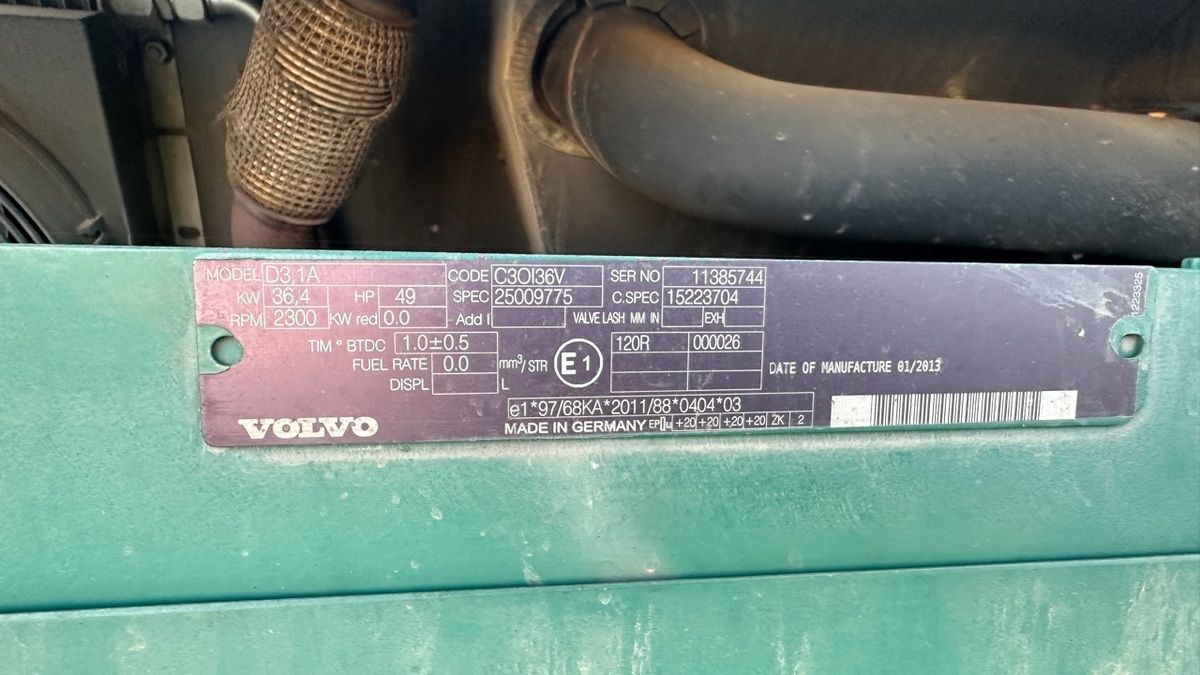 MODEL D3,1A CODE C3OI36V SER NO 11385744
KW 36,4 HP 49 SPEC 25009775 C.SPEC 15223704
RPM 2300 KW red 0.0 Add I VALVE LASH MM IN EXH
TIM ° BTDC 1.0±0.5
FUEL RATE 0.0 mm³/STR
DISPL L
E1
120R 000026
DATE OF MANUFACTURE 01/2013
e1*97/68KA*2011/88*0404*03
VOLVO
MADE IN GERMANY +20 +20 +20 +20 ZK 2